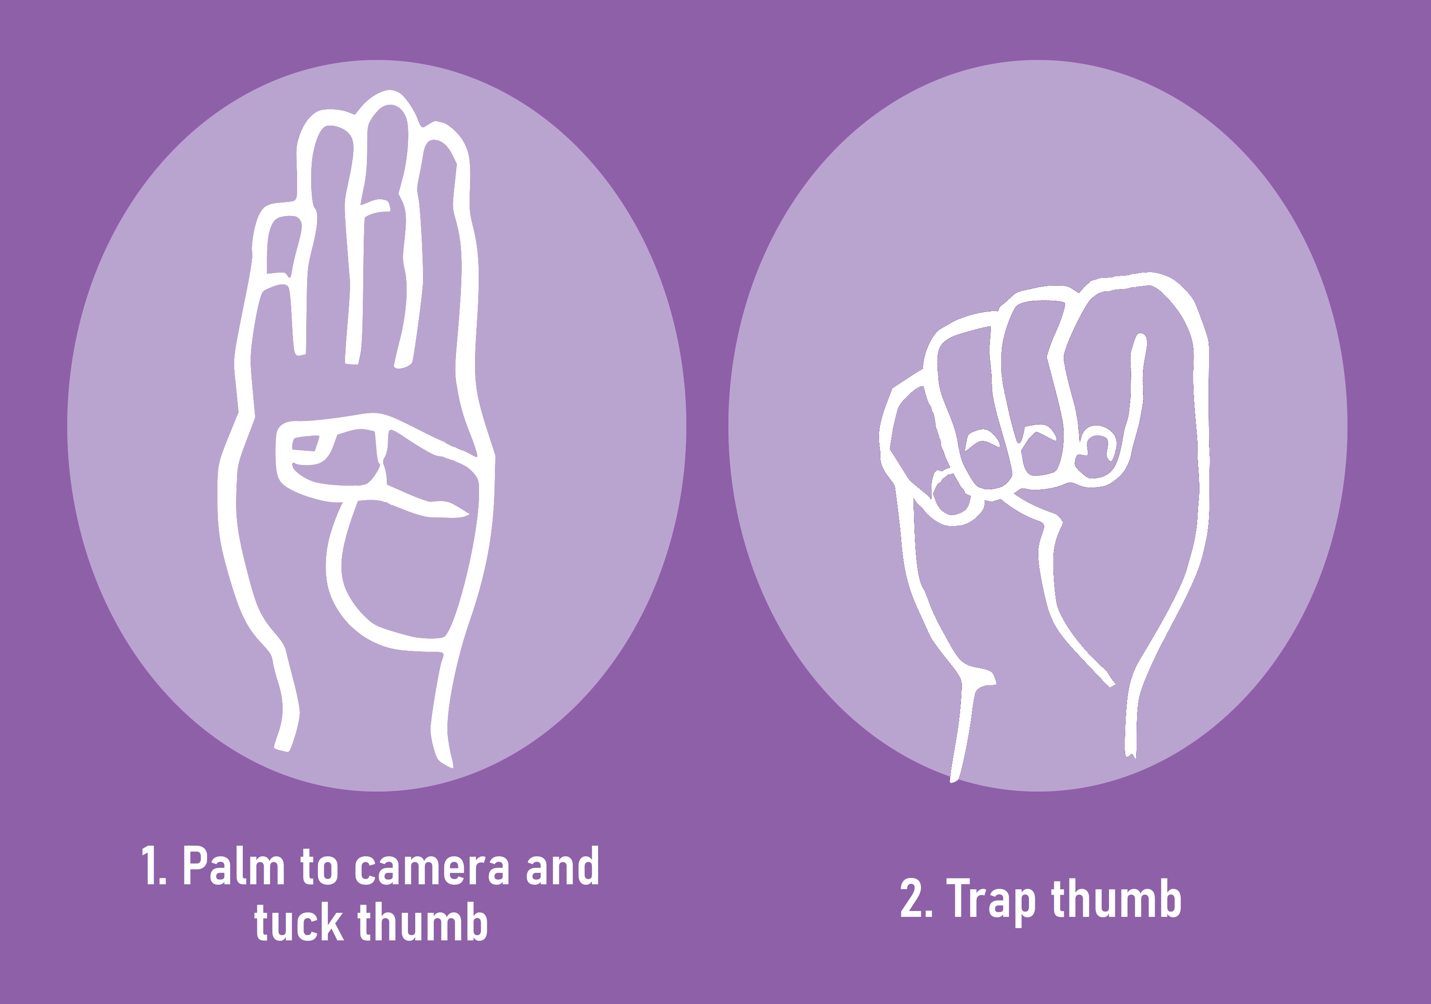 1. Palm to camera and
tuck thumb
2. Trap thumb